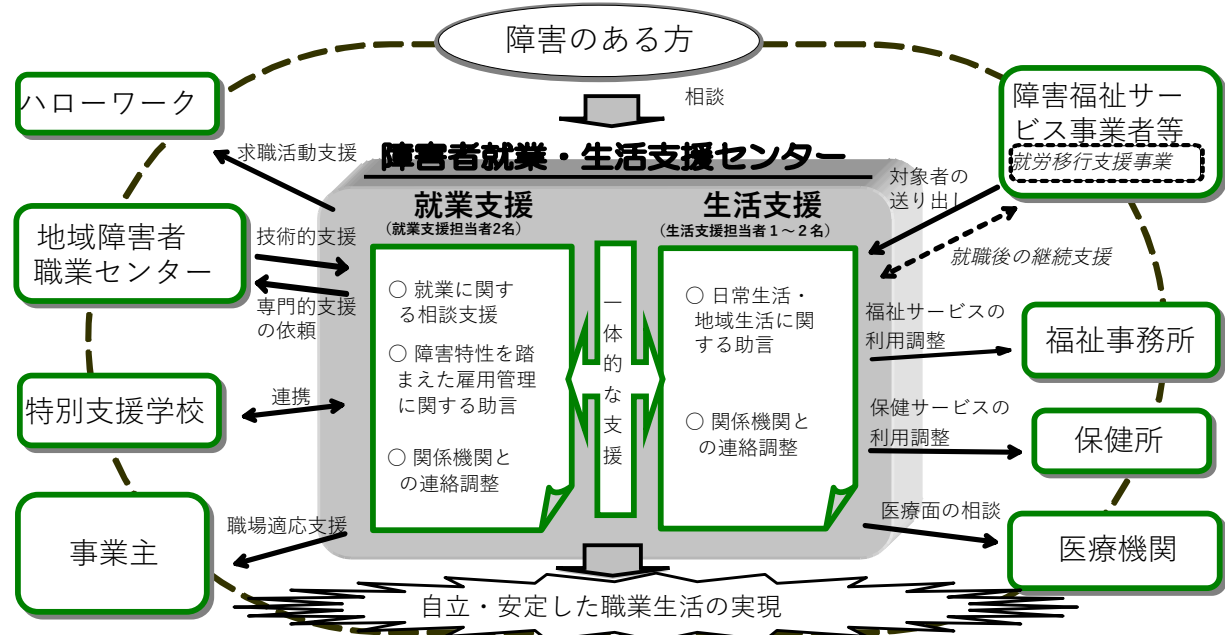 障害のある方
相談
ハローワーク
求職活動支援
地域障害者
職業センター
技術的支援
専門的支援
の依頼
特別支援学校
連携
事業主
職場適応支援
障害者就業・生活支援センター
就業支援
（就業支援担当者2名）
○ 就業に関す
る相談支援
○ 障害特性を踏
まえた雇用管理
に関する助言
○ 関係機関と
の連絡調整
一体的な支援
生活支援
（生活支援担当者１～２名）
○ 日常生活・
地域生活に関
する助言
○ 関係機関と
の連絡調整
障害福祉サー
ビス事業者等
就労移行支援事業
対象者の
送り出し
就職後の継続支援
福祉サービスの
利用調整
福祉事務所
保健サービスの
利用調整
保健所
医療面の相談
医療機関
自立・安定した職業生活の実現